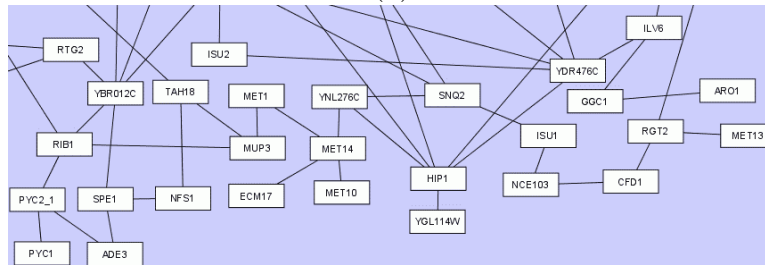 ILV6
RTG2
ISU2
YDR476C
YBR012C
TAH18
MET1
YNL276C
SNQ2
GGC1
ARO1
ISU1
RGT2
MET13
RIB1
MUP3
MET14
HIP1
NCE103
CFD1
PYC2_1
SPE1
NFS1
ECM17
MET10
YGL114W
PYC1
ADE3